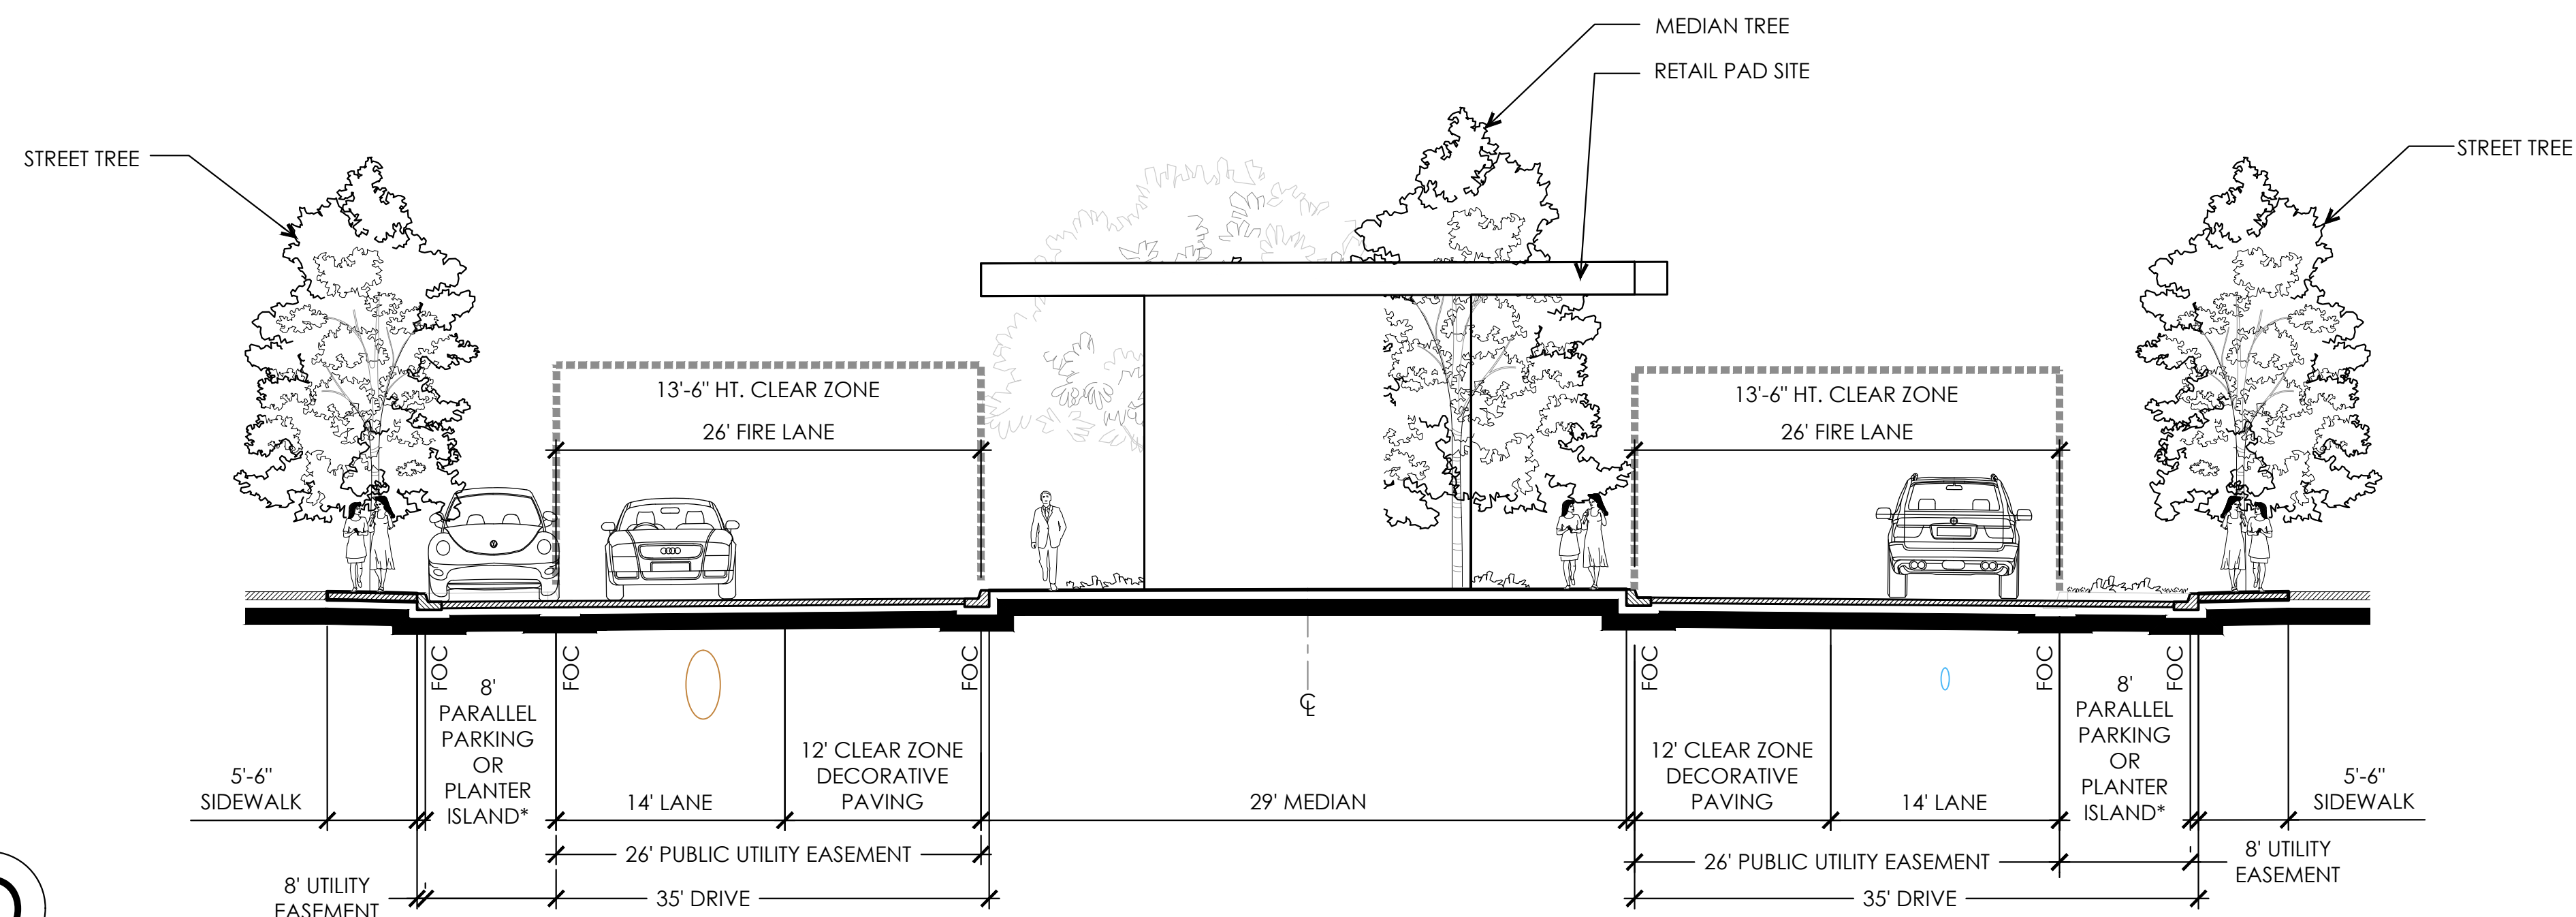 MEDIAN TREE
RETAIL PAD SITE
STREET TREE
STREET TREE
13'-6" HT. CLEAR ZONE
26' FIRE LANE
13'-6" HT. CLEAR ZONE
26' FIRE LANE
FOC
FOC
FOC
FOC
FOC
FOC
CL
5'-6"
SIDEWALK
8'
PARALLEL
PARKING
OR
PLANTER
ISLAND*
14' LANE
12' CLEAR ZONE
DECORATIVE
PAVING
29' MEDIAN
12' CLEAR ZONE
DECORATIVE
PAVING
14' LANE
8'
PARALLEL
PARKING
OR
PLANTER
ISLAND*
5'-6"
SIDEWALK
26' PUBLIC UTILITY EASEMENT
26' PUBLIC UTILITY EASEMENT
8' UTILITY
EASEMENT
8' UTILITY
EASEMENT
35' DRIVE
35' DRIVE